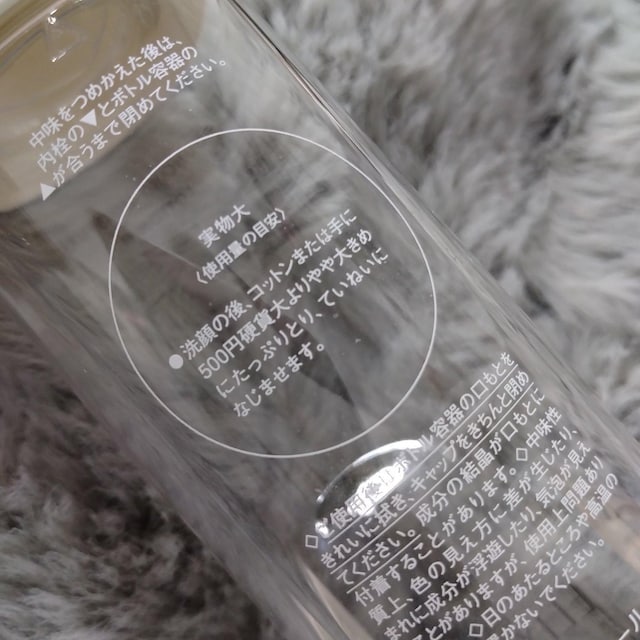 中味をつめかえた後は、
内栓の▼とボトル容器の
▲が合うまで閉めてください。
実物大
〈使用量の目安〉
●洗顔の後、コットンまたは手に
500円硬貨大よりやや大きめ
にたっぷりとり、ていねいに
なじませます。
◇使用後はボトル容器の口もとを
きれいに拭き、キャップをきちんと閉め
てください。成分の結晶が口もとに
付着することがあります。◇中味性
質上、色の見え方に差が生じたり、
まれに成分が浮遊したり、気泡が見え
ることがありますが、使用上問題あり
◇日のあたるところや高温の
置かないでください。